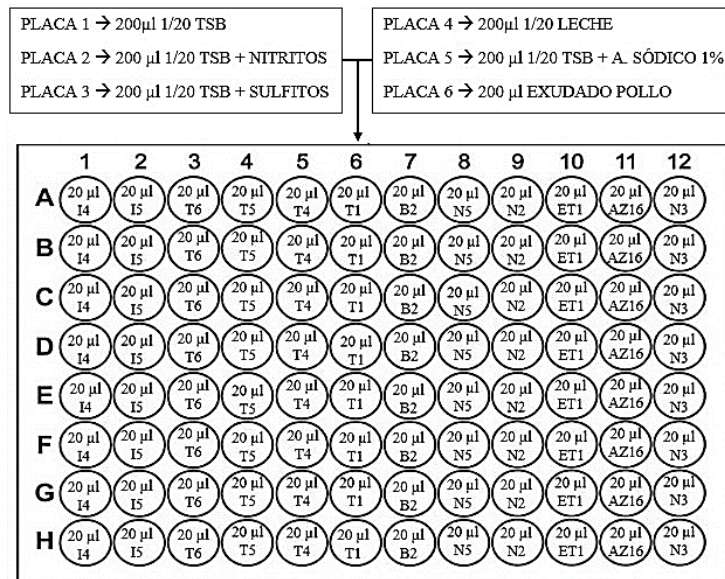 PLACA 1 → 200µl 1/20 TSB
PLACA 2 → 200 µl 1/20 TSB + NITRITOS
PLACA 3 → 200 µl 1/20 TSB + SULFITOS
PLACA 4 → 200µl 1/20 LECHE
PLACA 5 → 200 µl 1/20 TSB + A. SÓDICO 1%
PLACA 6 → 200 µl EXUDADO POLLO
1 2 3 4 5 6 7 8 9 10 11 12
A 20 µl I4 20 µl I5 20 µl T6 20 µl T5 20 µl T4 20 µl T1 20 µl B2 20 µl N5 20 µl N2 20 µl ET1 20 µl AZ16 20 µl N3
B 20 µl I4 20 µl I5 20 µl T6 20 µl T5 20 µl T4 20 µl T1 20 µl B2 20 µl N5 20 µl N2 20 µl ET1 20 µl AZ16 20 µl N3
C 20 µl I4 20 µl I5 20 µl T6 20 µl T5 20 µl T4 20 µl T1 20 µl B2 20 µl N5 20 µl N2 20 µl ET1 20 µl AZ16 20 µl N3
D 20 µl I4 20 µl I5 20 µl T6 20 µl T5 20 µl T4 20 µl T1 20 µl B2 20 µl N5 20 µl N2 20 µl ET1 20 µl AZ16 20 µl N3
E 20 µl I4 20 µl I5 20 µl T6 20 µl T5 20 µl T4 20 µl T1 20 µl B2 20 µl N5 20 µl N2 20 µl ET1 20 µl AZ16 20 µl N3
F 20 µl I4 20 µl I5 20 µl T6 20 µl T5 20 µl T4 20 µl T1 20 µl B2 20 µl N5 20 µl N2 20 µl ET1 20 µl AZ16 20 µl N3
G 20 µl I4 20 µl I5 20 µl T6 20 µl T5 20 µl T4 20 µl T1 20 µl B2 20 µl N5 20 µl N2 20 µl ET1 20 µl AZ16 20 µl N3
H 20 µl I4 20 µl I5 20 µl T6 20 µl T5 20 µl T4 20 µl T1 20 µl B2 20 µl N5 20 µl N2 20 µl ET1 20 µl AZ16 20 µl N3